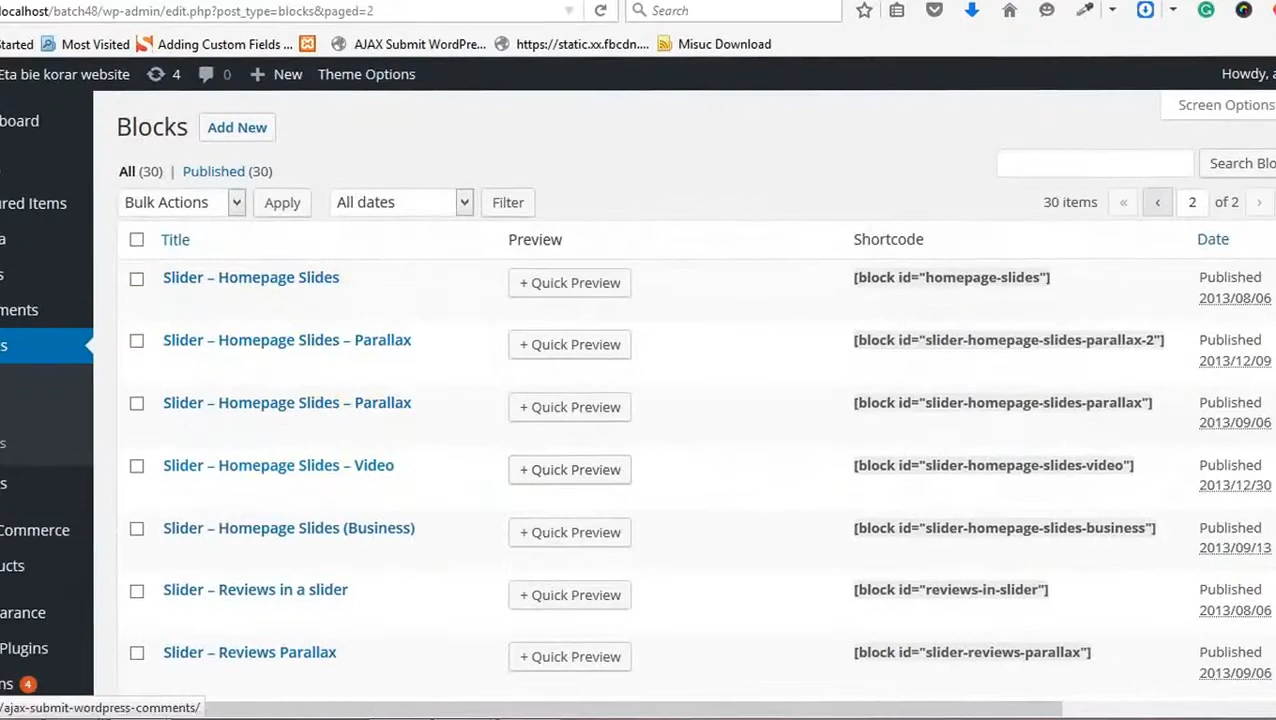 localhost/batch48/wp-admin/edit.php?post_type=blocks&paged=2
Search
Started Most Visited Adding Custom Fields ... AJAX Submit WordPre... https://static.xx.fbcdn.... Misuc Download
Eta bie korar website 4 0 New Theme Options Howdy, a
Screen Options
Blocks Add New
All (30) | Published (30)
Search Blo
Bulk Actions Apply All dates Filter 30 items « ‹ 2 of 2 ›
Title Preview Shortcode Date
Slider – Homepage Slides + Quick Preview [block id="homepage-slides"] Published
2013/08/06
Slider – Homepage Slides – Parallax + Quick Preview [block id="slider-homepage-slides-parallax-2"] Published
2013/12/09
Slider – Homepage Slides – Parallax + Quick Preview [block id="slider-homepage-slides-parallax"] Published
2013/09/06
Slider – Homepage Slides – Video + Quick Preview [block id="slider-homepage-slides-video"] Published
2013/12/30
Slider – Homepage Slides (Business) + Quick Preview [block id="slider-homepage-slides-business"] Published
2013/09/13
Slider – Reviews in a slider + Quick Preview [block id="reviews-in-slider"] Published
2013/08/06
Slider – Reviews Parallax + Quick Preview [block id="slider-reviews-parallax"] Published
2013/09/06
board
ured Items
a
s
ments
s
s
s
Commerce
ucts
arance
Plugins
ms 4
/ajax-submit-wordpress-comments/